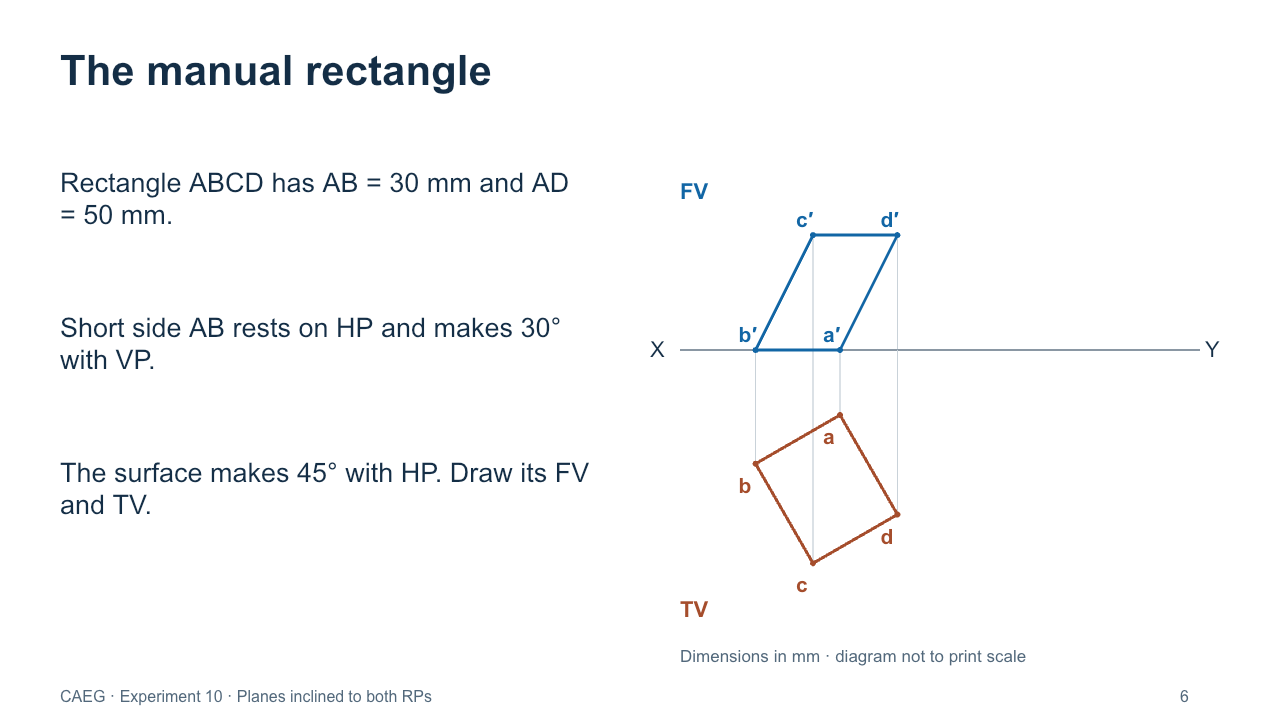 The manual rectangle
Rectangle ABCD has AB = 30 mm and AD
= 50 mm.
Short side AB rests on HP and makes 30°
with VP.
The surface makes 45° with HP. Draw its FV
and TV.
FV
c′ d′
b′ a′
X Y
a
b
d
c
TV
Dimensions in mm · diagram not to print scale
CAEG · Experiment 10 · Planes inclined to both RPs
6